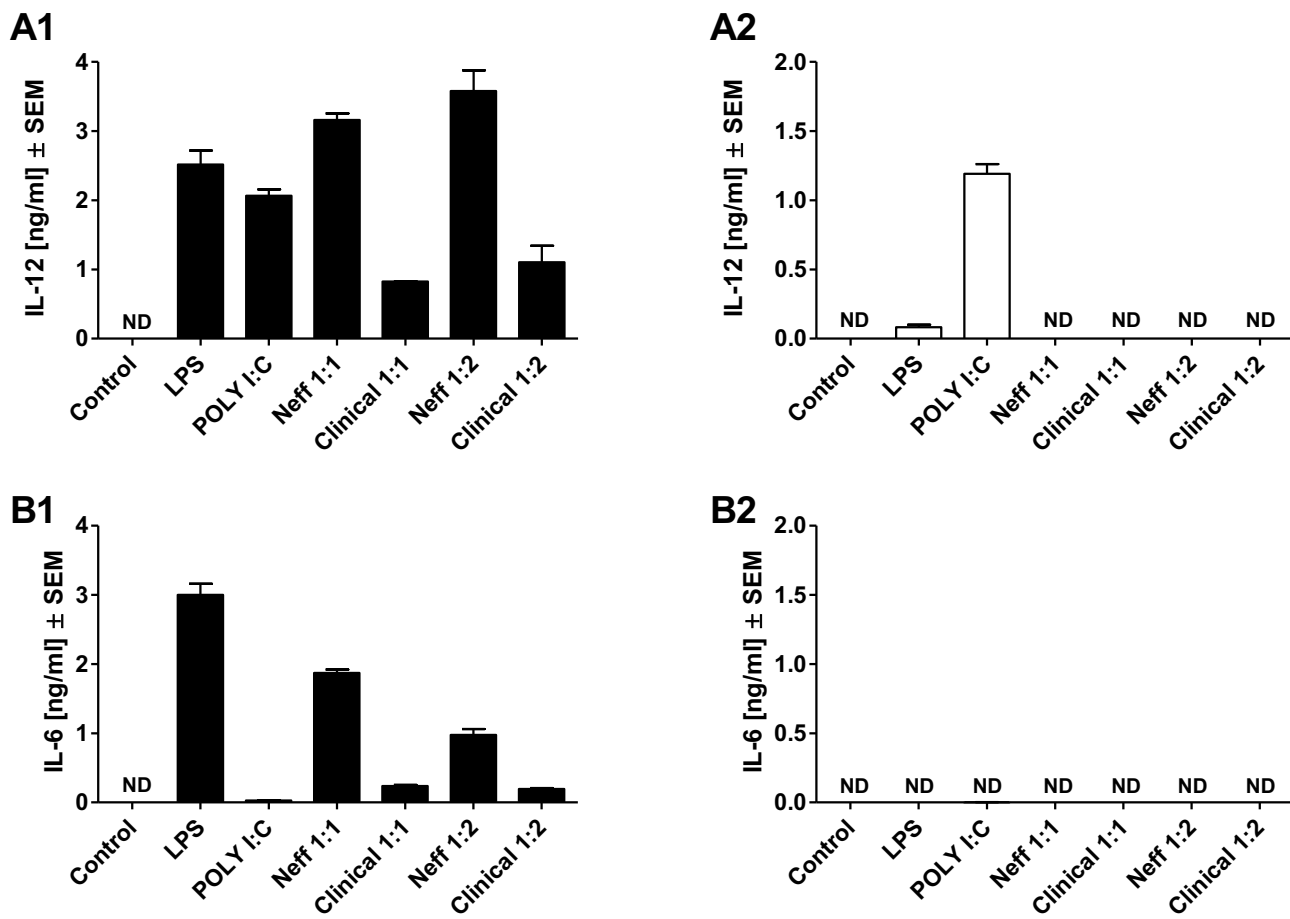 A1
IL-12 [ng/ml] ± SEM
4
3
2
1
0
ND
Control
LPS
POLY I:C
Neff 1:1
Clinical 1:1
Neff 1:2
Clinical 1:2
A2
IL-12 [ng/ml] ± SEM
2.0
1.5
1.0
0.5
0.0
ND
ND
ND
ND
ND
Control
LPS
POLY I:C
Neff 1:1
Clinical 1:1
Neff 1:2
Clinical 1:2
B1
IL-6 [ng/ml] ± SEM
4
3
2
1
0
ND
Control
LPS
POLY I:C
Neff 1:1
Clinical 1:1
Neff 1:2
Clinical 1:2
B2
IL-6 [ng/ml] ± SEM
2.0
1.5
1.0
0.5
0.0
ND
ND
ND
ND
ND
ND
ND
Control
LPS
POLY I:C
Neff 1:1
Clinical 1:1
Neff 1:2
Clinical 1:2